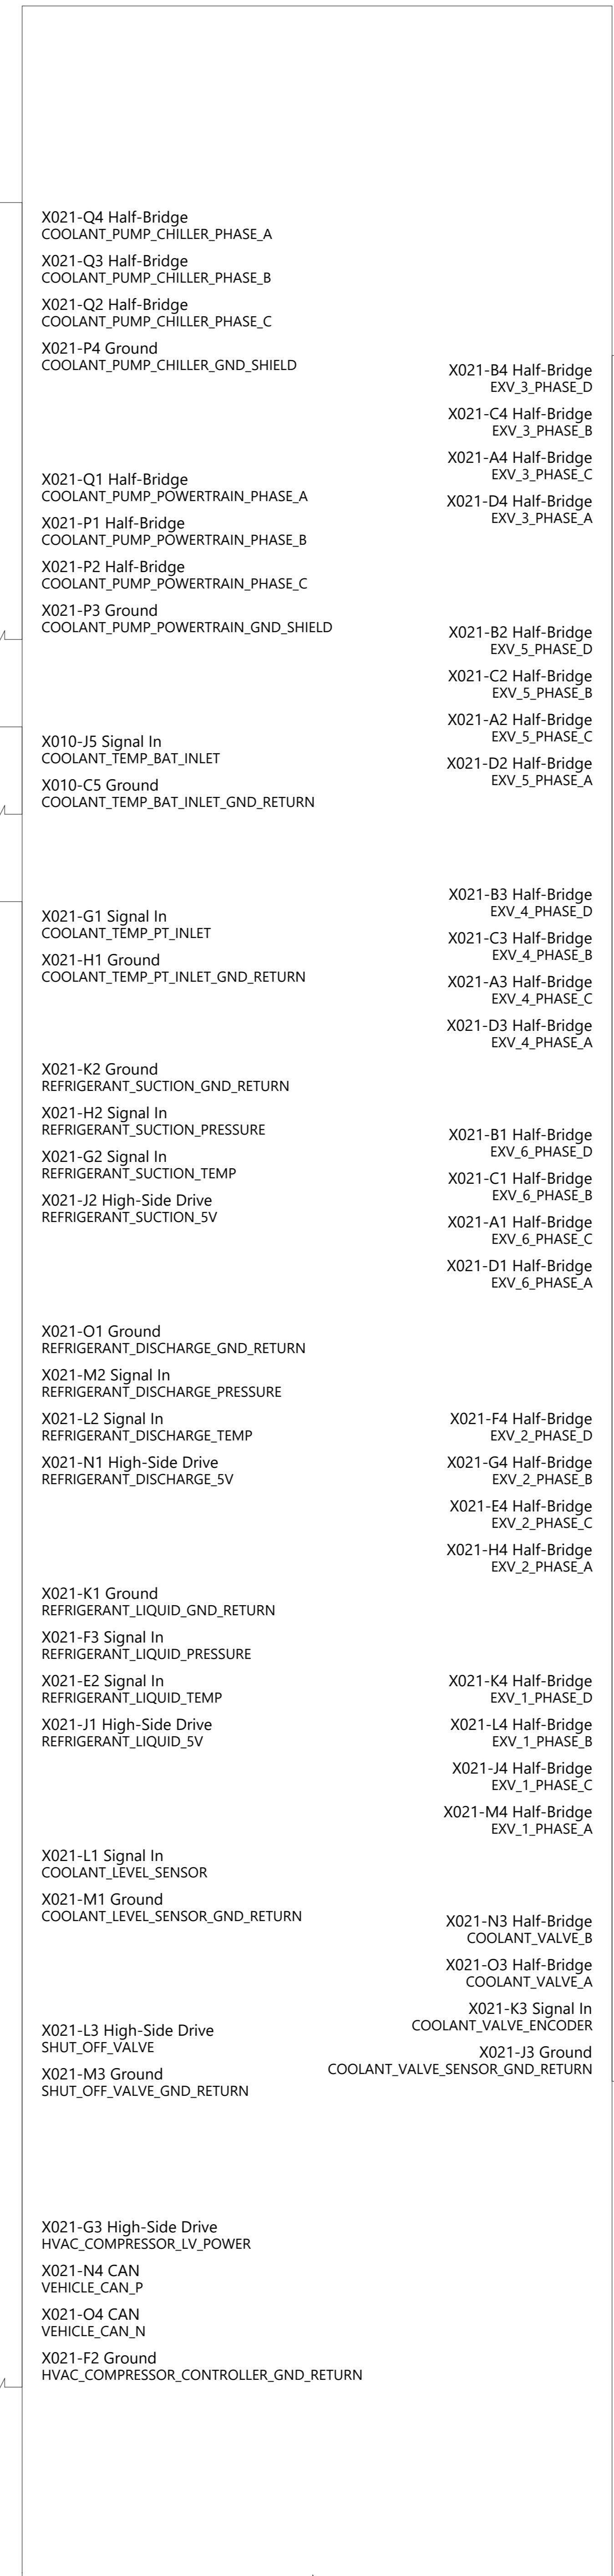 X021-Q4 Half-Bridge
COOLANT_PUMP_CHILLER_PHASE_A
X021-Q3 Half-Bridge
COOLANT_PUMP_CHILLER_PHASE_B
X021-Q2 Half-Bridge
COOLANT_PUMP_CHILLER_PHASE_C
X021-P4 Ground
COOLANT_PUMP_CHILLER_GND_SHIELD
X021-Q1 Half-Bridge
COOLANT_PUMP_POWERTRAIN_PHASE_A
X021-P1 Half-Bridge
COOLANT_PUMP_POWERTRAIN_PHASE_B
X021-P2 Half-Bridge
COOLANT_PUMP_POWERTRAIN_PHASE_C
X021-P3 Ground
COOLANT_PUMP_POWERTRAIN_GND_SHIELD
X010-J5 Signal In
COOLANT_TEMP_BAT_INLET
X010-C5 Ground
COOLANT_TEMP_BAT_INLET_GND_RETURN
X021-G1 Signal In
COOLANT_TEMP_PT_INLET
X021-H1 Ground
COOLANT_TEMP_PT_INLET_GND_RETURN
X021-K2 Ground
REFRIGERANT_SUCTION_GND_RETURN
X021-H2 Signal In
REFRIGERANT_SUCTION_PRESSURE
X021-G2 Signal In
REFRIGERANT_SUCTION_TEMP
X021-J2 High-Side Drive
REFRIGERANT_SUCTION_5V
X021-O1 Ground
REFRIGERANT_DISCHARGE_GND_RETURN
X021-M2 Signal In
REFRIGERANT_DISCHARGE_PRESSURE
X021-L2 Signal In
REFRIGERANT_DISCHARGE_TEMP
X021-N1 High-Side Drive
REFRIGERANT_DISCHARGE_5V
X021-K1 Ground
REFRIGERANT_LIQUID_GND_RETURN
X021-F3 Signal In
REFRIGERANT_LIQUID_PRESSURE
X021-E2 Signal In
REFRIGERANT_LIQUID_TEMP
X021-J1 High-Side Drive
REFRIGERANT_LIQUID_5V
X021-L1 Signal In
COOLANT_LEVEL_SENSOR
X021-M1 Ground
COOLANT_LEVEL_SENSOR_GND_RETURN
X021-L3 High-Side Drive
SHUT_OFF_VALVE
X021-M3 Ground
SHUT_OFF_VALVE_GND_RETURN
X021-G3 High-Side Drive
HVAC_COMPRESSOR_LV_POWER
X021-N4 CAN
VEHICLE_CAN_P
X021-O4 CAN
VEHICLE_CAN_N
X021-F2 Ground
HVAC_COMPRESSOR_CONTROLLER_GND_RETURN
X021-B4 Half-Bridge
EXV_3_PHASE_D
X021-C4 Half-Bridge
EXV_3_PHASE_B
X021-A4 Half-Bridge
EXV_3_PHASE_C
X021-D4 Half-Bridge
EXV_3_PHASE_A
X021-B2 Half-Bridge
EXV_5_PHASE_D
X021-C2 Half-Bridge
EXV_5_PHASE_B
X021-A2 Half-Bridge
EXV_5_PHASE_C
X021-D2 Half-Bridge
EXV_5_PHASE_A
X021-B3 Half-Bridge
EXV_4_PHASE_D
X021-C3 Half-Bridge
EXV_4_PHASE_B
X021-A3 Half-Bridge
EXV_4_PHASE_C
X021-D3 Half-Bridge
EXV_4_PHASE_A
X021-B1 Half-Bridge
EXV_6_PHASE_D
X021-C1 Half-Bridge
EXV_6_PHASE_B
X021-A1 Half-Bridge
EXV_6_PHASE_C
X021-D1 Half-Bridge
EXV_6_PHASE_A
X021-F4 Half-Bridge
EXV_2_PHASE_D
X021-G4 Half-Bridge
EXV_2_PHASE_B
X021-E4 Half-Bridge
EXV_2_PHASE_C
X021-H4 Half-Bridge
EXV_2_PHASE_A
X021-K4 Half-Bridge
EXV_1_PHASE_D
X021-L4 Half-Bridge
EXV_1_PHASE_B
X021-J4 Half-Bridge
EXV_1_PHASE_C
X021-M4 Half-Bridge
EXV_1_PHASE_A
X021-N3 Half-Bridge
COOLANT_VALVE_B
X021-O3 Half-Bridge
COOLANT_VALVE_A
X021-K3 Signal In
COOLANT_VALVE_ENCODER
X021-J3 Ground
COOLANT_VALVE_SENSOR_GND_RETURN